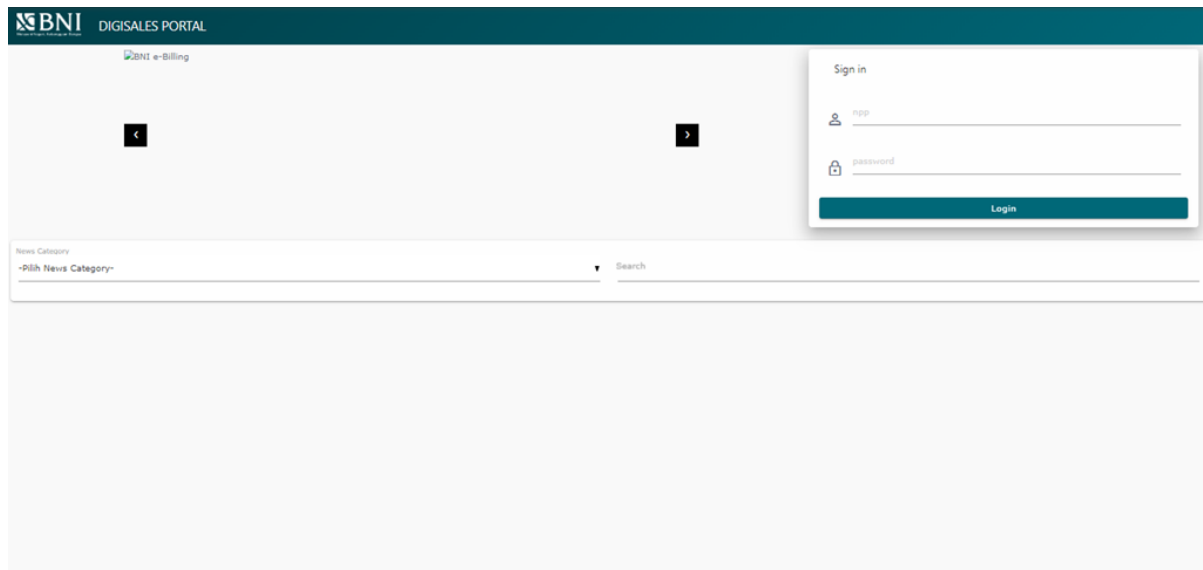 BNI DIGISALES PORTAL
BNI e-Billing
Sign in
npp
password
Login
News Category
-Pilih News Category-
Search